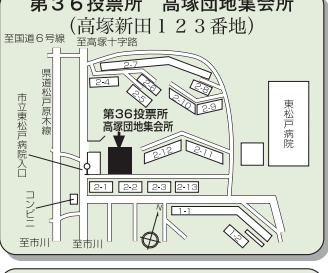 第36投票所 高塚団地集会所
(高塚新田123番地)
至国道6号線
至高塚十字路
2-7
2-4
2-6
2-5
2-8
2-10
2-9
県道松戸原木線
市立東松戸病院入口
第36投票所
高塚団地集会所
東松戸病院
2-12
2-11
コンビニ
2-1
2-2
2-3
2-13
1-1
1-2
N
至市川
至市川